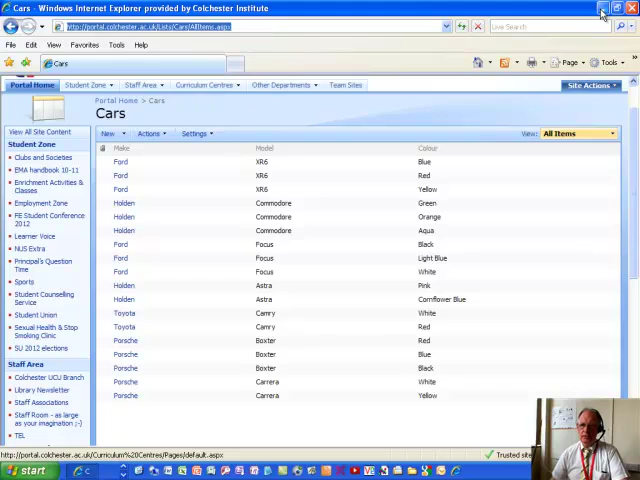 Cars - Windows Internet Explorer provided by Colchester Institute
http://portal.colchester.ac.uk/Lists/Cars/AllItems.aspx
Live Search
File Edit View Favorites Tools Help
Cars
Page Tools
Portal Home Student Zone Staff Area Curriculum Centres Other Departments Team Sites Site Actions
Portal Home > Cars
Cars
View All Site Content
New Actions Settings View: All Items
Make Model Colour
Ford XR6 Blue
Ford XR6 Red
Ford XR6 Yellow
Holden Commodore Green
Holden Commodore Orange
Holden Commodore Aqua
Ford Focus Black
Ford Focus Light Blue
Ford Focus White
Holden Astra Pink
Holden Astra Cornflower Blue
Toyota Camry White
Toyota Camry Red
Porsche Boxter Red
Porsche Boxter Blue
Porsche Boxter Black
Porsche Carrera White
Porsche Carrera Yellow
Student Zone
Clubs and Societies
EMA handbook 10-11
Enrichment Activities &
Classes
Employment Zone
FE Student Conference
2012
Learner Voice
NUS Extra
Principal's Question
Time
Sports
Student Counselling
Service
Student Union
Sexual Health & Stop
Smoking Clinic
SU 2012 elections
Staff Area
Colchester UCU Branch
Library Newsletter
Staff Associations
Staff Room - as large
as your imagination ;-)
TEL
http://portal.colchester.ac.uk/Curriculum%20Centres/Pages/default.aspx
Trusted site
start